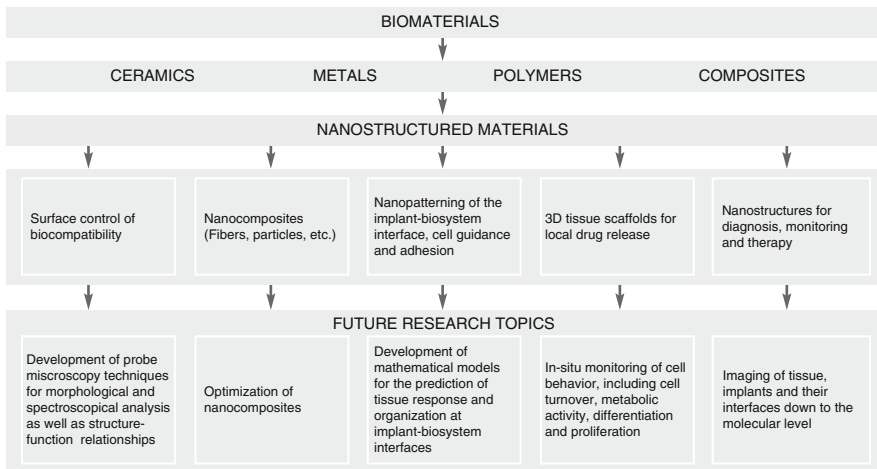 BIOMATERIALS
CERAMICS METALS POLYMERS COMPOSITES
NANOSTRUCTURED MATERIALS
Surface control of
biocompatibility
Nanocomposites
(Fibers, particles, etc.)
Nanopatterning of the
implant-biosystem
interface, cell guidance
and adhesion
3D tissue scaffolds for
local drug release
Nanostructures for
diagnosis, monitoring
and therapy
FUTURE RESEARCH TOPICS
Development of probe
miscroscopy techniques
for morphological and
spectroscopical analysis
as well as structure-
function relationships
Optimization of
nanocomposites
Development of
mathematical models
for the prediction of
tissue response and
organization at
implant-biosystem
interfaces
In-situ monitoring of cell
behavior, including cell
turnover, metabolic
activity, differentiation
and proliferation
Imaging of tissue,
implants and their
interfaces down to the
molecular level